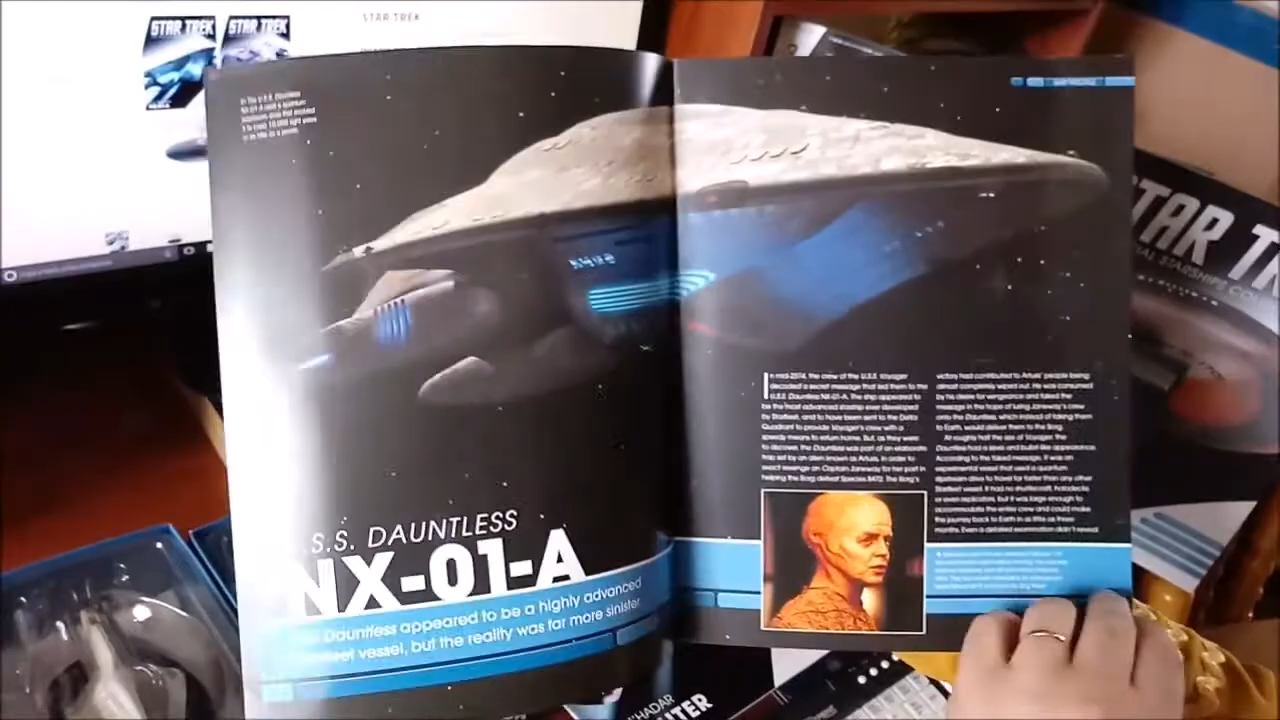 STAR TREK
STAR TREK
STAR TREK
In mid-2374, the crew of the U.S.S. Voyager
decoded a secret message that led them to the
U.S.S. Dauntless NX-01-A. The ship appeared to
be the most advanced starship ever developed
by Starfleet, and to have been sent to the Delta
Quadrant to provide Voyager's crew with a
speedy means to return home. But, as they were
to discover, the Dauntless was part of an elaborate
trap set by an alien known as Arturis, in order to
exact revenge on Captain Janeway for her part in
helping the Borg defeat Species 8472. The Borg's
victory had contributed to Arturis' people being
almost completely wiped out. He was consumed
by his desire for vengeance and faked the
message in the hope of luring Janeway's crew
onto the Dauntless, which instead of taking them
to Earth, would deliver them to the Borg.
At roughly half the size of Voyager, the
Dauntless had a sleek and bullet-like appearance.
According to the faked message, it was an
experimental vessel that used a quantum
slipstream drive to travel far faster than any other
Starfleet vessel. It had no shuttlecraft, holodecks
or even replicators, but it was large enough to
accommodate the entire crew and could make
the journey back to Earth in as little as three
months. Even a detailed examination didn't reveal
.S.S. DAUNTLESS
NX-01-A
Dauntless appeared to be a highly advanced
vessel, but the reality was far more sinister
STAR TR
AL STARSHIPS CO
HADAR